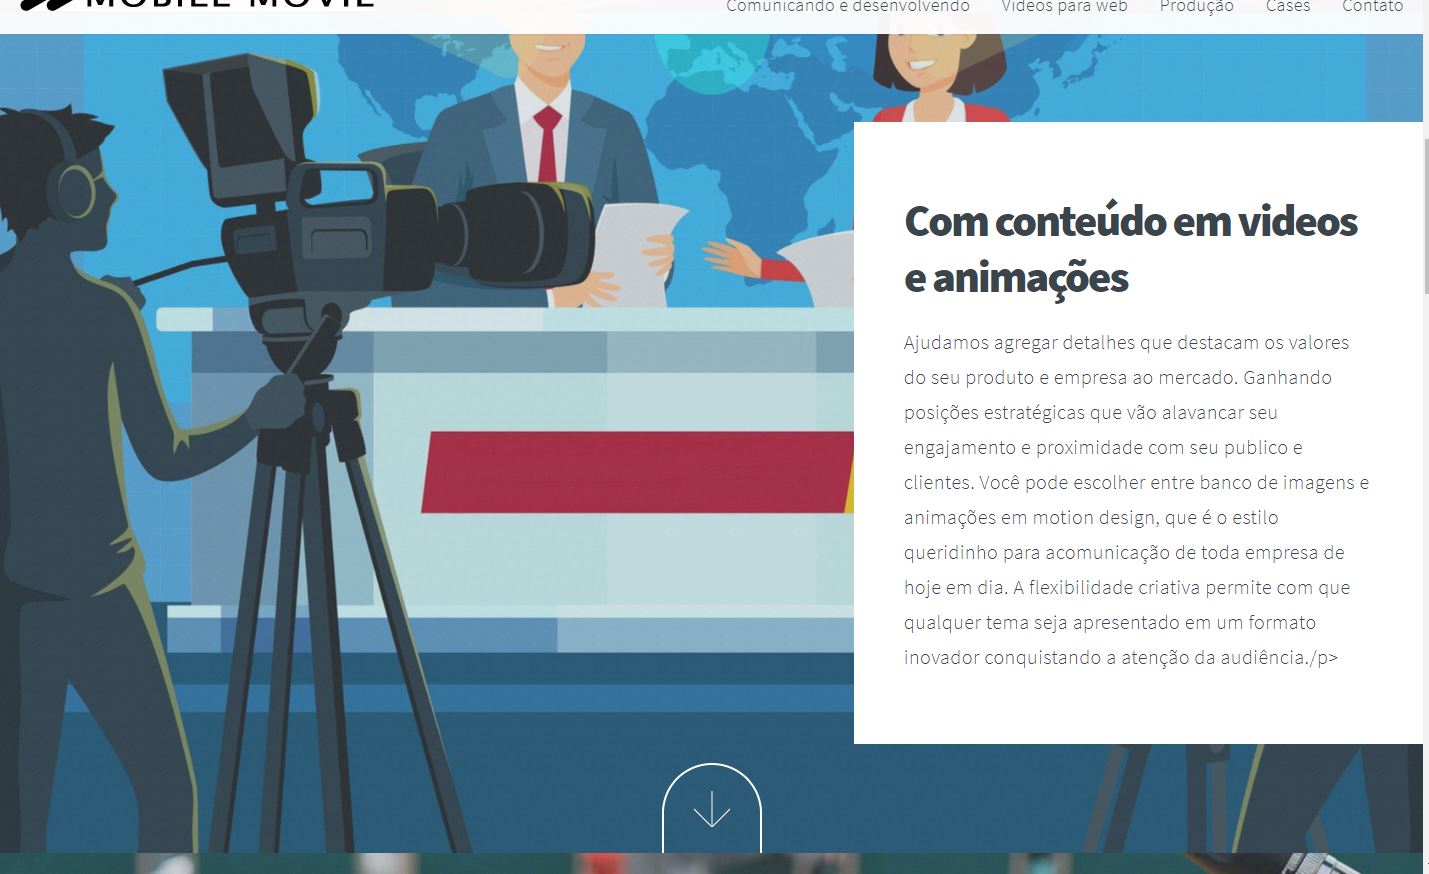 MOBILE MOVIE
Comunicando e desenvolvendo Videos para web Produção Cases Contato
Com conteúdo em videos
e animações
Ajudamos agregar detalhes que destacam os valores
do seu produto e empresa ao mercado. Ganhando
posições estratégicas que vão alavancar seu
engajamento e proximidade com seu publico e
clientes. Você pode escolher entre banco de imagens e
animações em motion design, que é o estilo
queridinho para acomunicação de toda empresa de
hoje em dia. A flexibilidade criativa permite com que
qualquer tema seja apresentado em um formato
inovador conquistando a atenção da audiência./p>